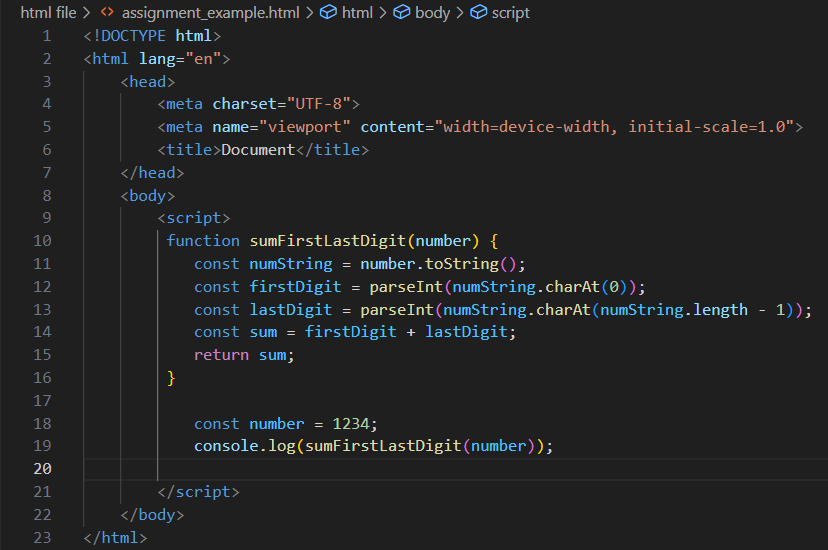 html file > assignment_example.html > html > body > script
1 <!DOCTYPE html>
2 <html lang="en">
3     <head>
4         <meta charset="UTF-8">
5         <meta name="viewport" content="width=device-width, initial-scale=1.0">
6         <title>Document</title>
7     </head>
8     <body>
9         <script>
10          function sumFirstLastDigit(number) {
11             const numString = number.toString();
12             const firstDigit = parseInt(numString.charAt(0));
13             const lastDigit = parseInt(numString.charAt(numString.length - 1));
14             const sum = firstDigit + lastDigit;
15             return sum;
16          }
17
18             const number = 1234;
19             console.log(sumFirstLastDigit(number));
20
21         </script>
22     </body>
23 </html>